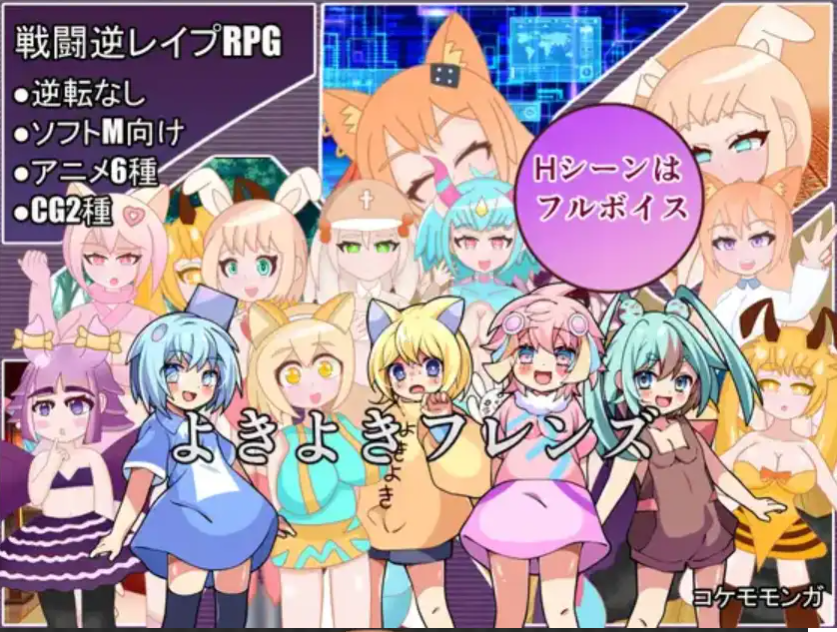 戦闘逆レイプRPG
●逆転なし
●ソフトM向け
●アニメ6種
●CG2種
Hシーンは
フルボイス
よきよきフレンズ
よきよき
コケモモンガ